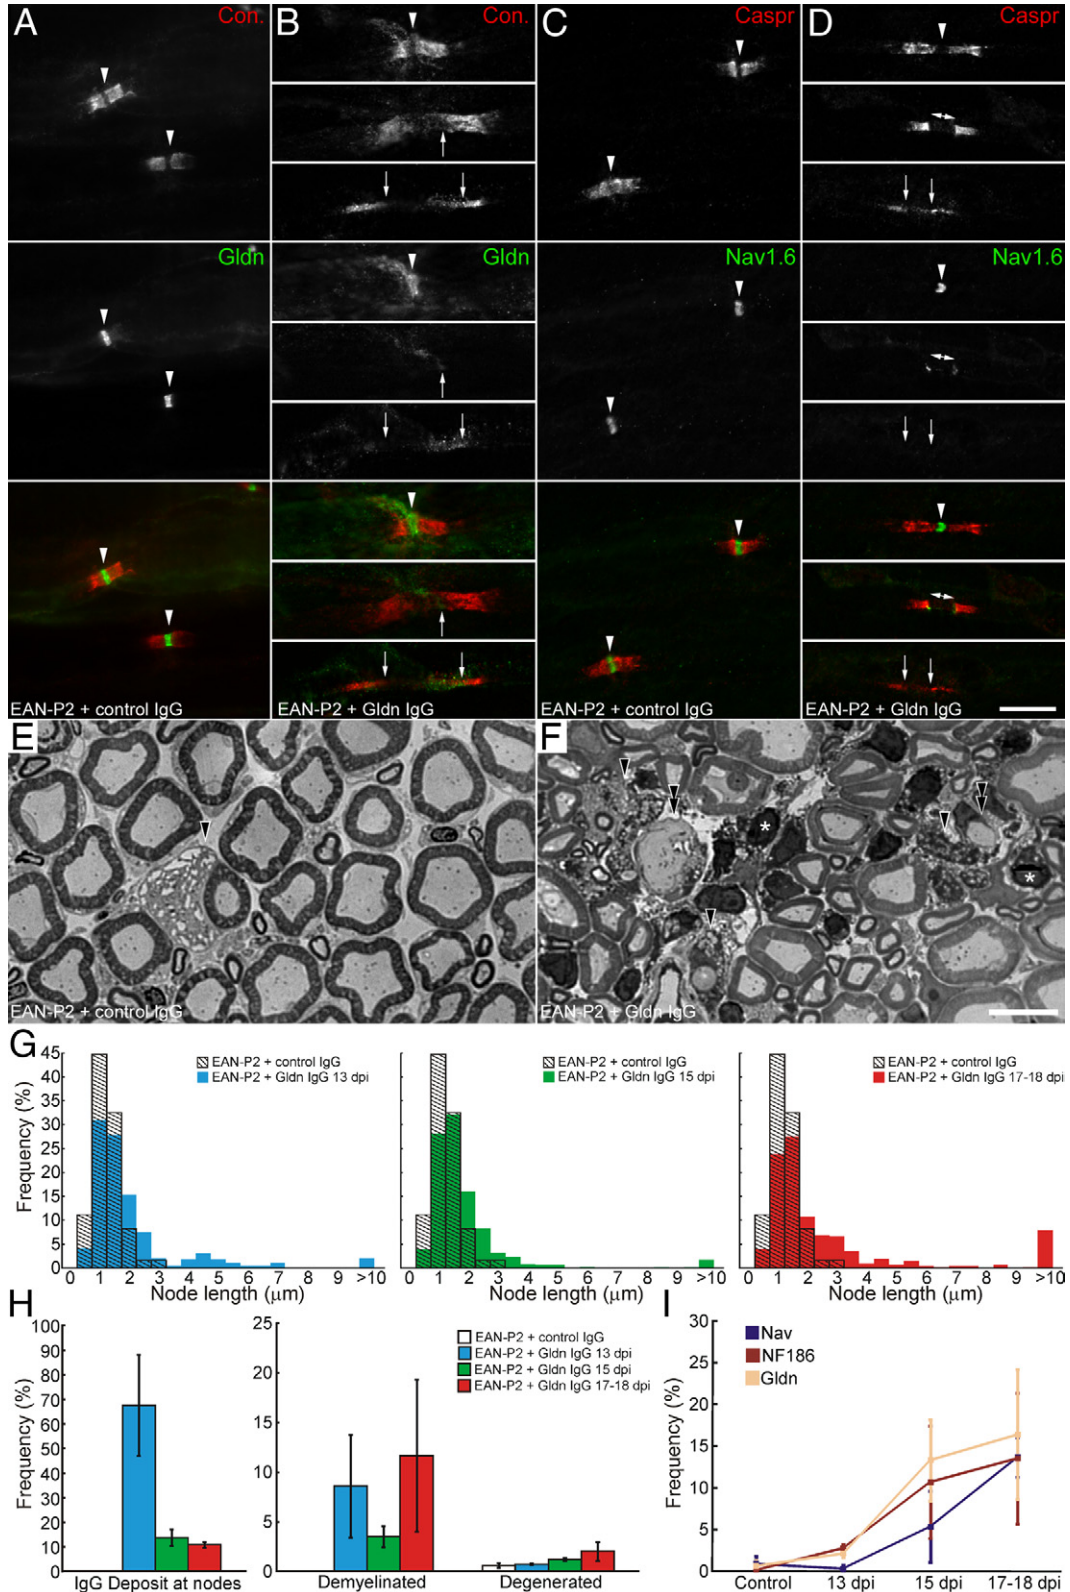 A
Con.
B
Con.
C
Caspr
D
Caspr
Gldn
Gldn
Nav1.6
Nav1.6
EAN-P2 + control IgG
EAN-P2 + Gldn IgG
EAN-P2 + control IgG
EAN-P2 + Gldn IgG
E
EAN-P2 + control IgG
F
*
*
EAN-P2 + Gldn IgG
G
Frequency (%)
45
40
35
30
25
20
15
10
5
0
EAN-P2 + control IgG
EAN-P2 + Gldn IgG 13 dpi
0 1 2 3 4 5 6 7 8 9 >10
Node length (μm)
EAN-P2 + control IgG
EAN-P2 + Gldn IgG 15 dpi
0 1 2 3 4 5 6 7 8 9 >10
Node length (μm)
EAN-P2 + control IgG
EAN-P2 + Gldn IgG 17-18 dpi
0 1 2 3 4 5 6 7 8 9 >10
Node length (μm)
H
Frequency (%)
100
90
80
70
60
50
40
30
20
10
0
IgG Deposit at nodes
25
20
15
10
5
0
EAN-P2 + control IgG
EAN-P2 + Gldn IgG 13 dpi
EAN-P2 + Gldn IgG 15 dpi
EAN-P2 + Gldn IgG 17-18 dpi
Demyelinated
Degenerated
I
Frequency (%)
30
25
20
15
10
5
0
Nav
NF186
Gldn
Control 13 dpi 15 dpi 17-18 dpi